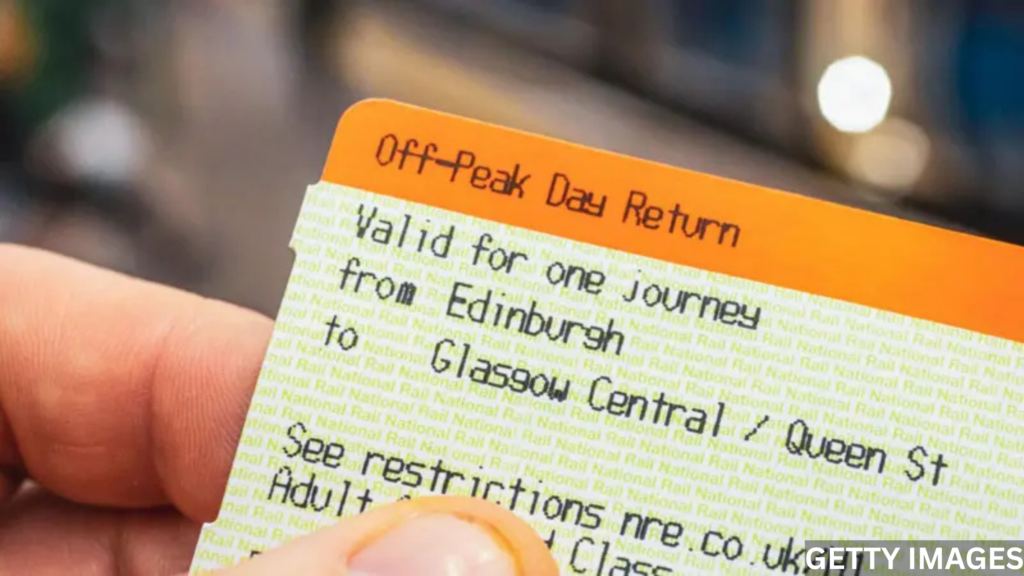 Off-Peak Day Return
Valid for one journey
from Edinburgh
to Glasgow Central / Queen St
See restrictions nre.co.uk
Adult
Class
GETTY IMAGES